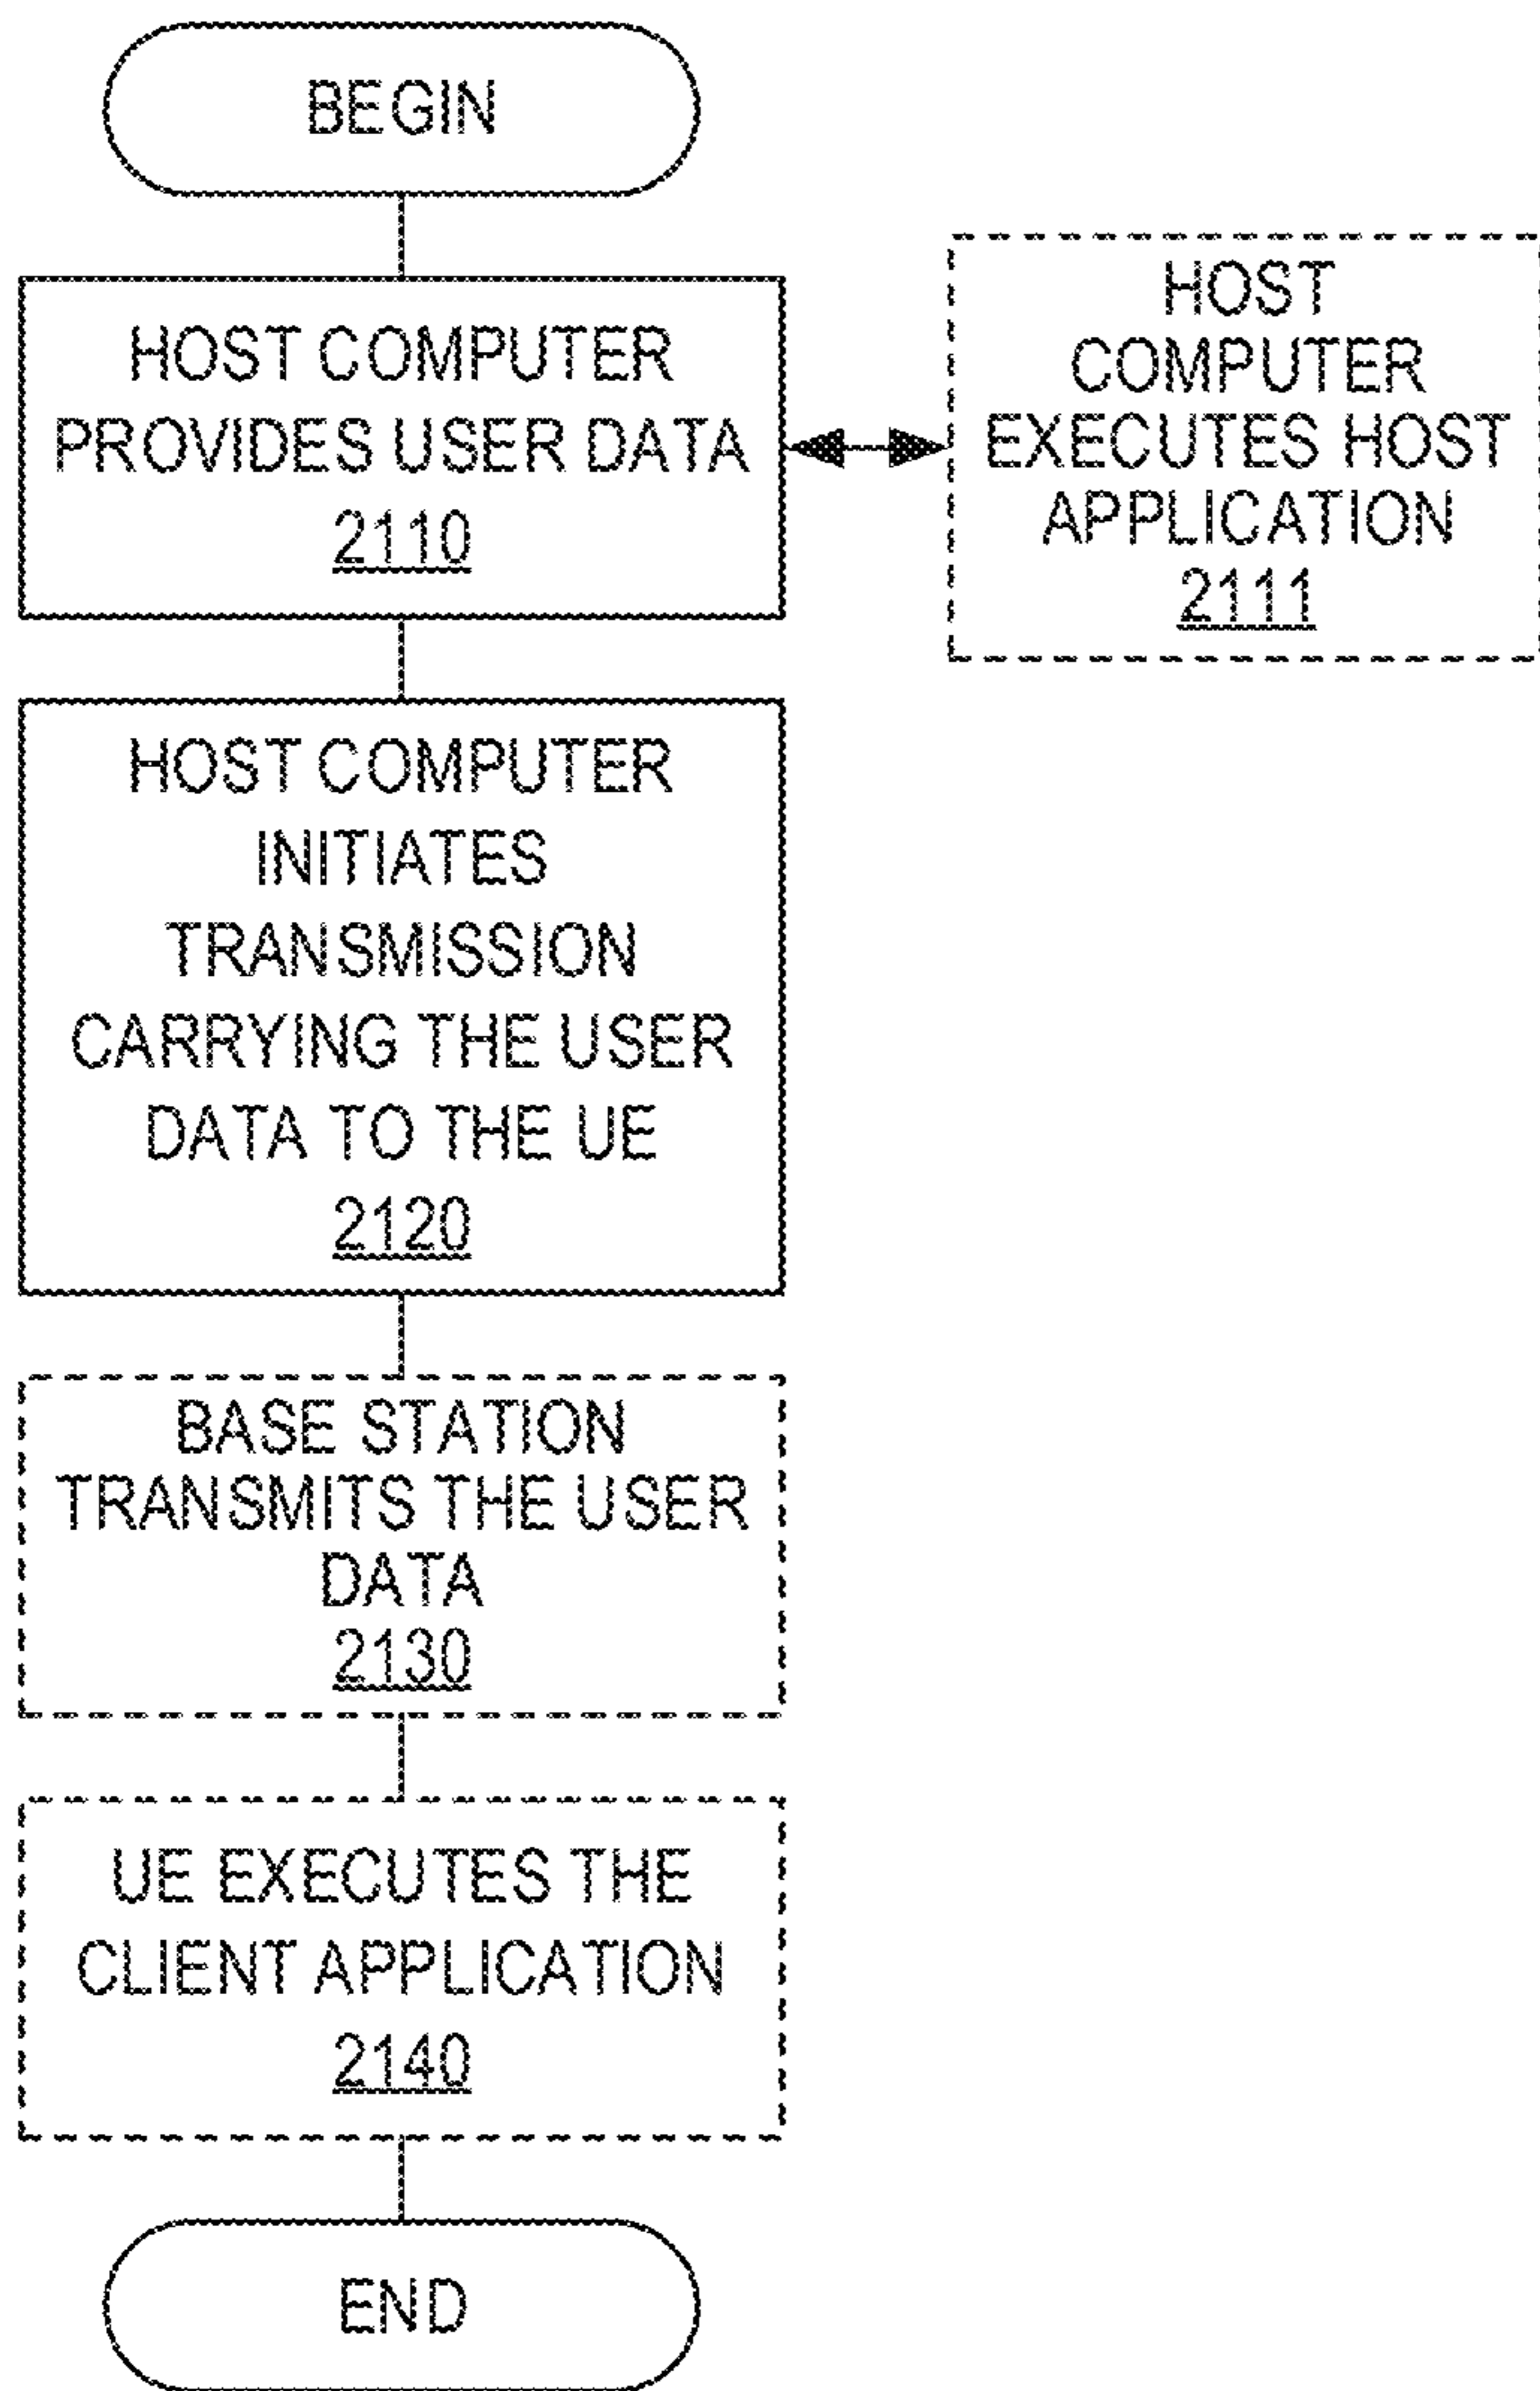 BEGIN
HOST COMPUTER
PROVIDES USER DATA
2110
HOST
COMPUTER
EXECUTES HOST
APPLICATION
2111
HOST COMPUTER
INITIATES
TRANSMISSION
CARRYING THE USER
DATA TO THE UE
2120
BASE STATION
TRANSMITS THE USER
DATA
2130
UE EXECUTES THE
CLIENT APPLICATION
2140
END